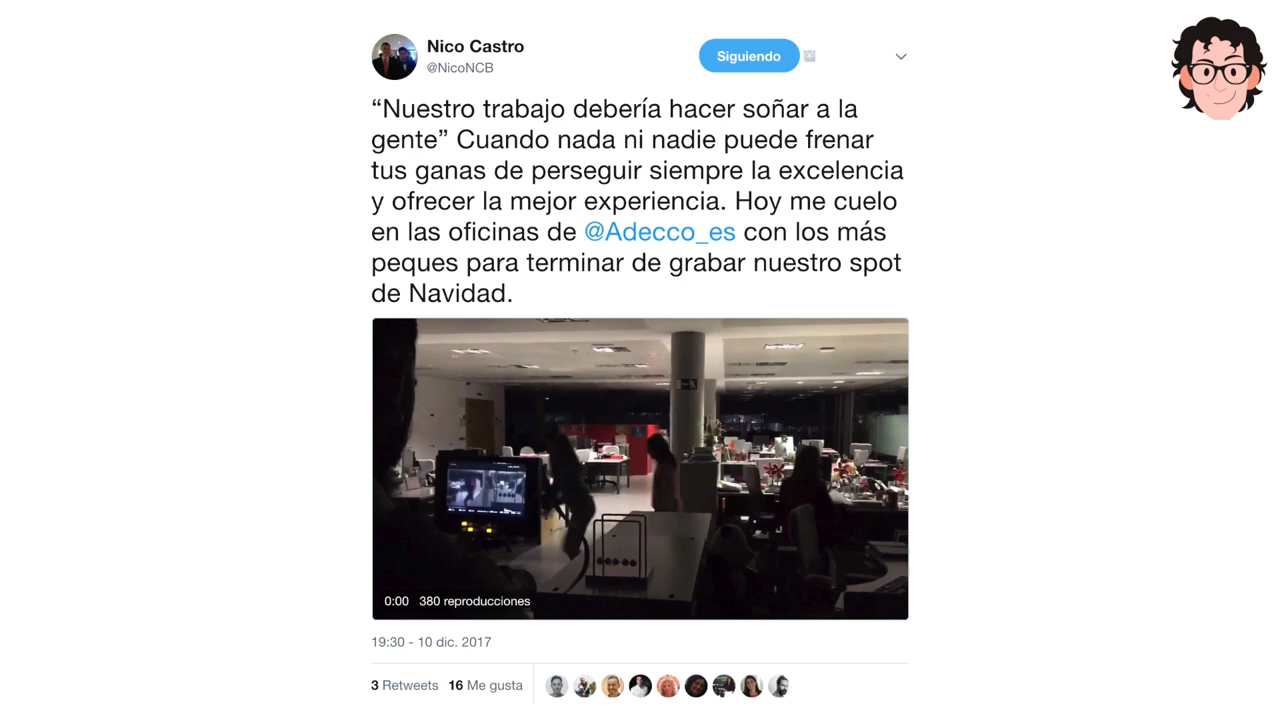 Nico Castro
@NicoNCB
Siguiendo
“Nuestro trabajo debería hacer soñar a la
gente” Cuando nada ni nadie puede frenar
tus ganas de perseguir siempre la excelencia
y ofrecer la mejor experiencia. Hoy me cuelo
en las oficinas de @Adecco_es con los más
peques para terminar de grabar nuestro spot
de Navidad.
0:00 380 reproducciones
19:30 - 10 dic. 2017
3 Retweets 16 Me gusta